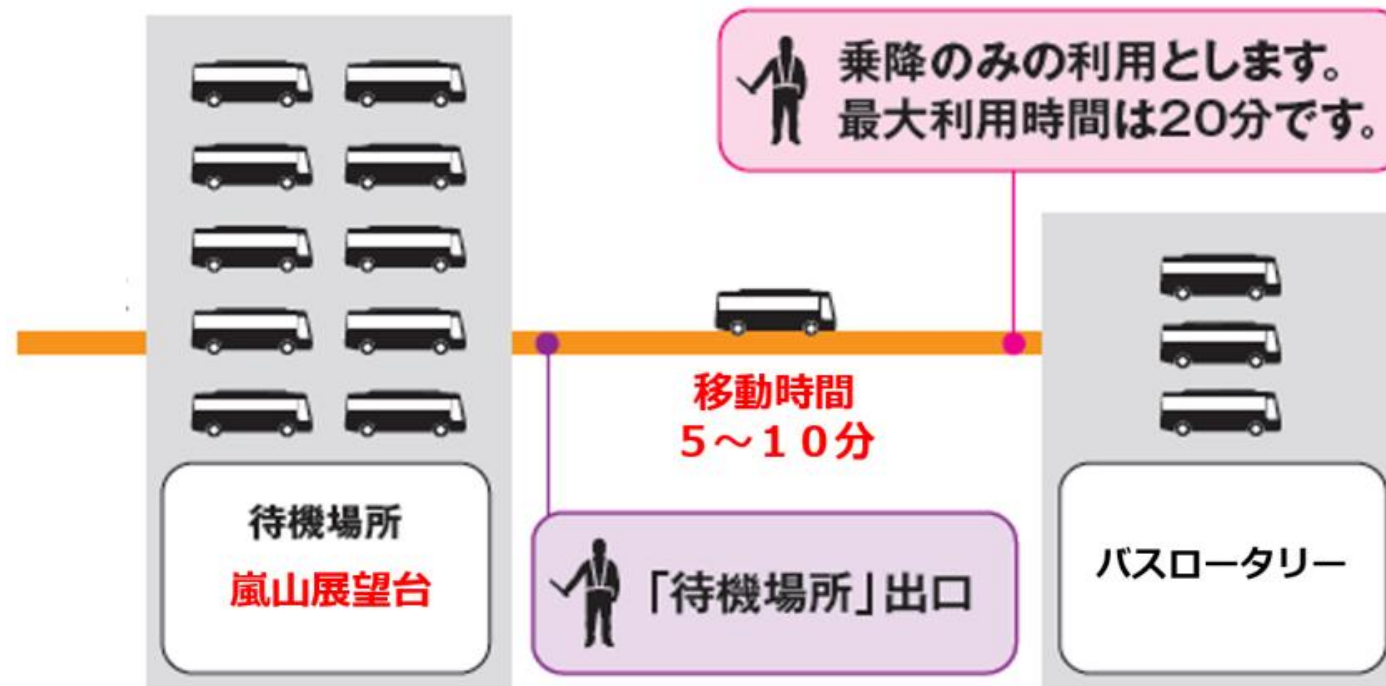 乗降のみの利用とします。
最大利用時間は20分です。
移動時間
5～10分
待機場所
嵐山展望台
「待機場所」出口
バスロータリー